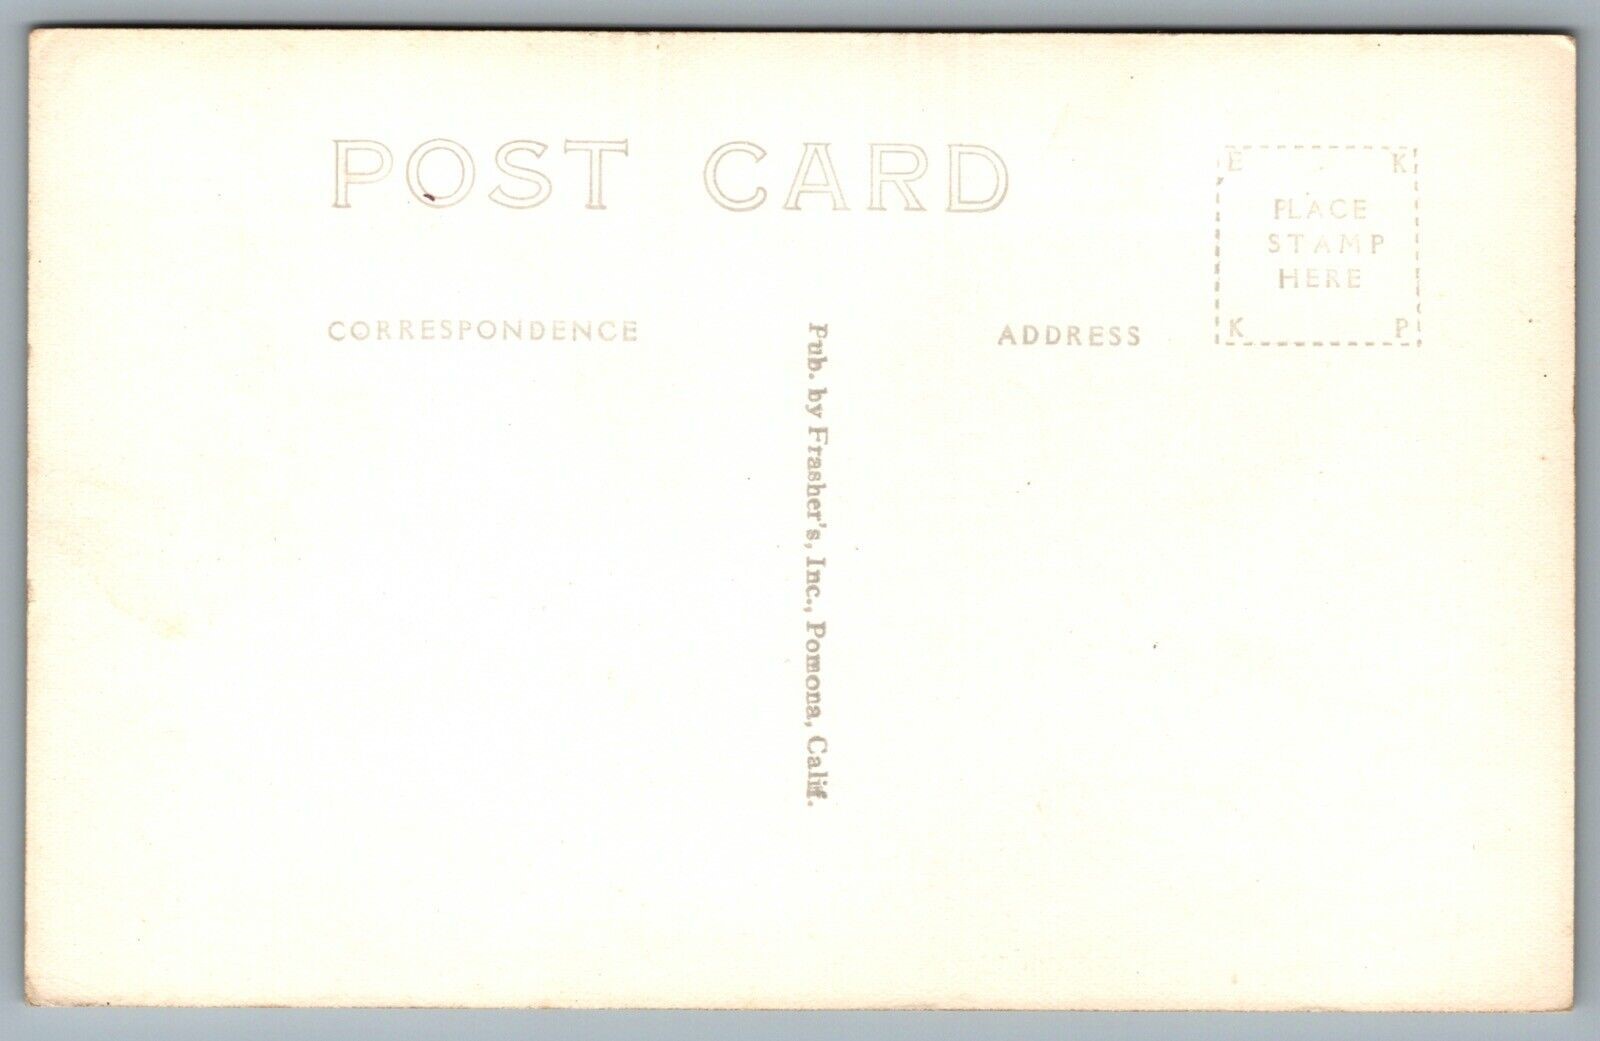 POST CARD
E K
PLACE
STAMP
HERE
K P
CORRESPONDENCE
ADDRESS
Pub. by Frasher's, Inc., Pomona, Calif.